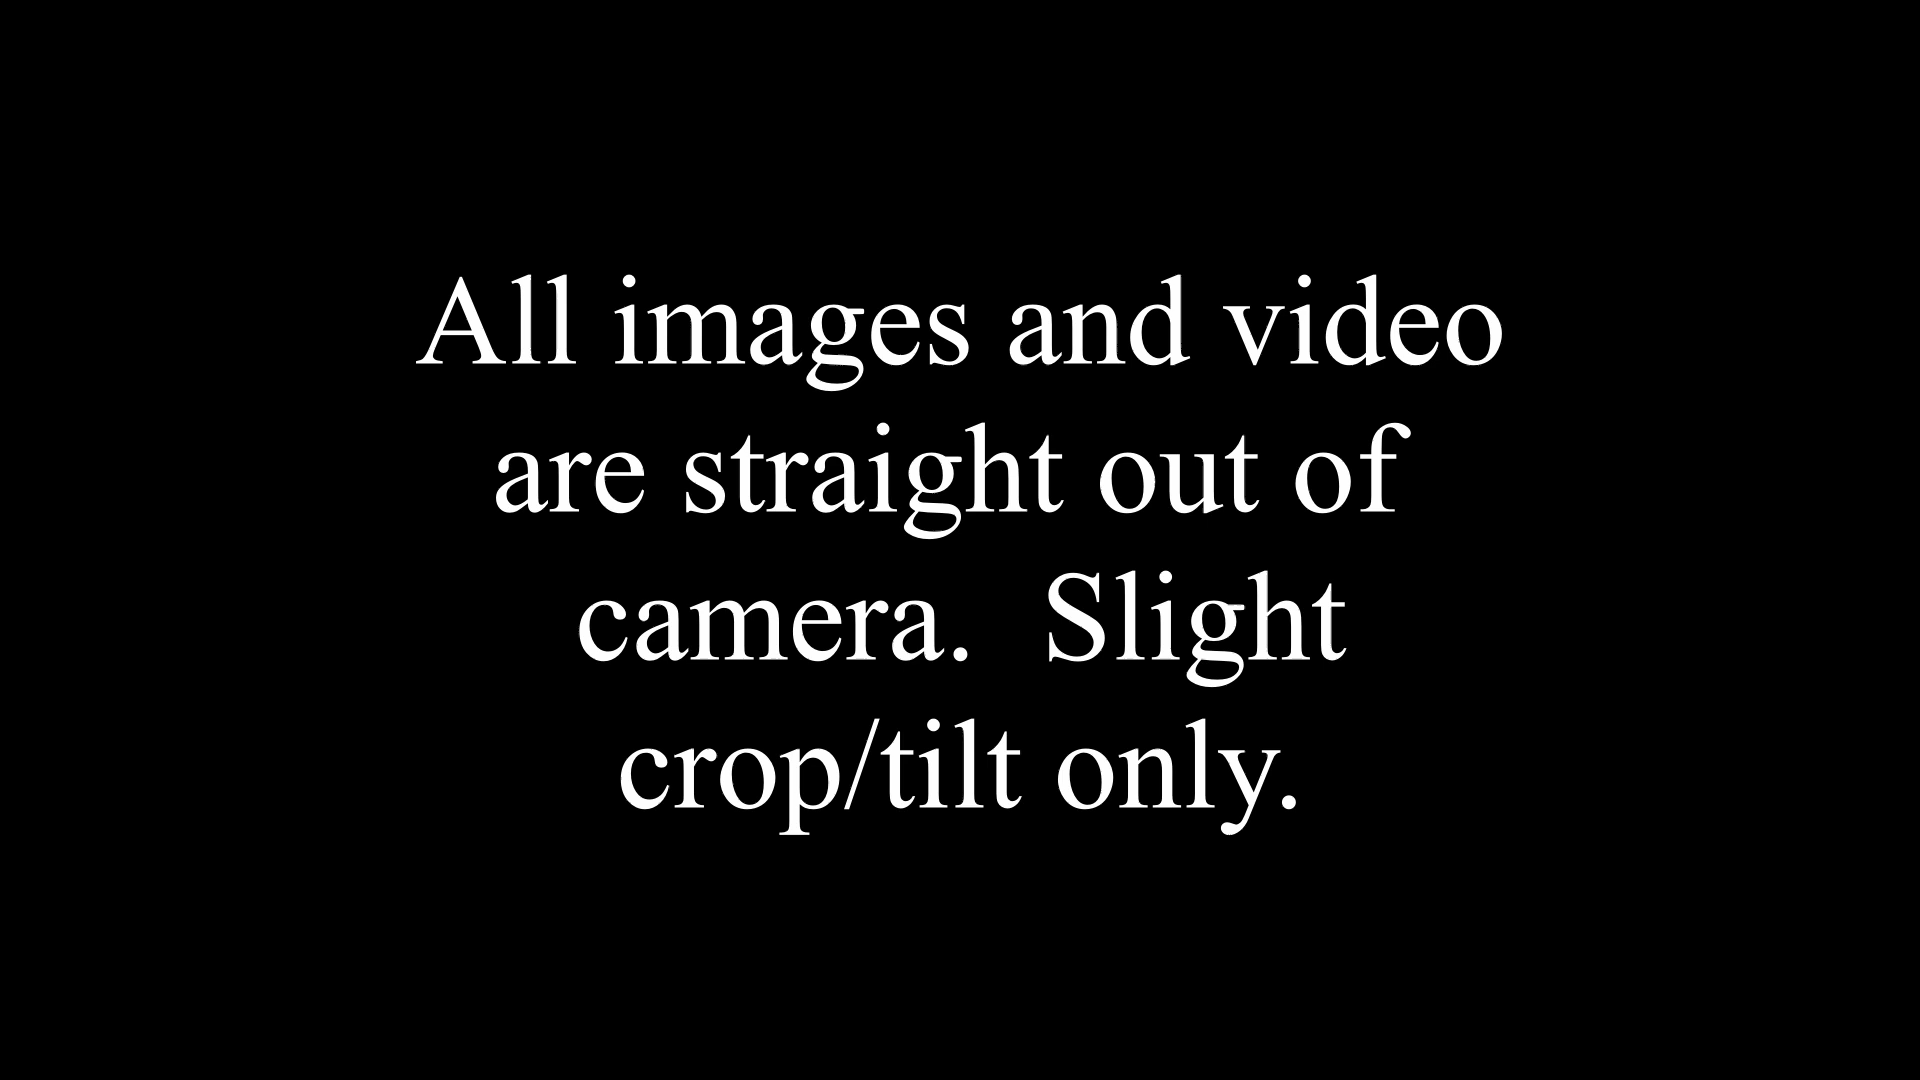 All images and video
are straight out of
camera.  Slight
crop/tilt only.